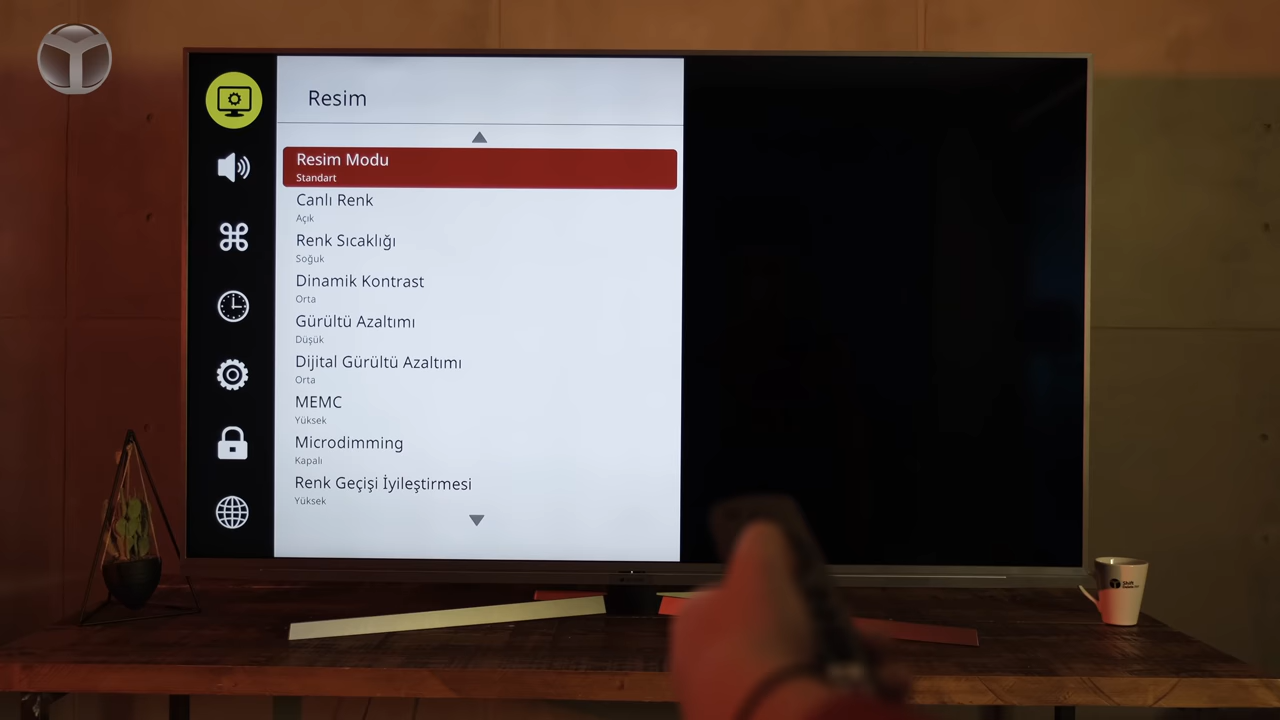 Resim
Resim Modu
Standart
Canlı Renk
Açık
Renk Sıcaklığı
Soğuk
Dinamik Kontrast
Orta
Gürültü Azaltımı
Düşük
Dijital Gürültü Azaltımı
Orta
MEMC
Yüksek
Microdimming
Kapalı
Renk Geçişi İyileştirmesi
Yüksek